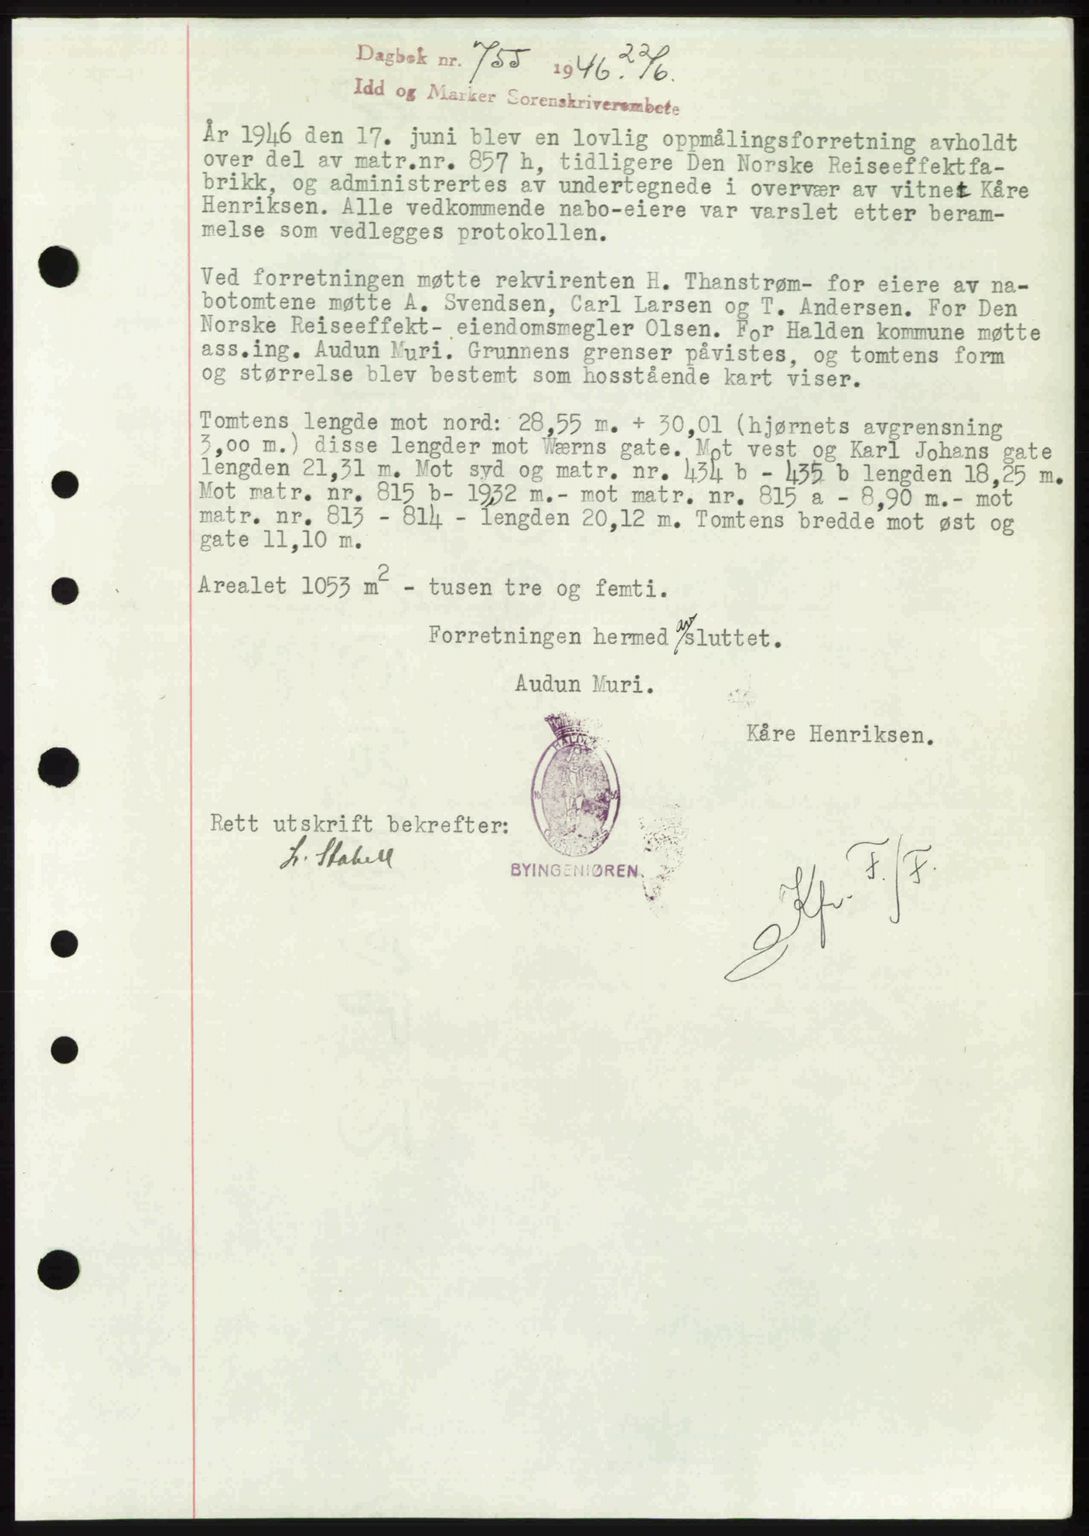 Dagbok nr. 755 1946. 22/6.
Idd og Marker Sorenskriverembete
År 1946 den 17. juni blev en lovlig oppmålingsforretning avholdt
over del av matr.nr. 857 h, tidligere Den Norske Reiseeffektfa-
brikk, og administrertes av undertegnede i overvær av vitnet Kåre
Henriksen. Alle vedkommende nabo-eiere var varslet etter beram-
melse som vedlegges protokollen.
Ved forretningen møtte rekvirenten H. Thanstrøm- for eiere av na-
botomtene møtte A. Svendsen, Carl Larsen og T. Andersen. For Den
Norske Reiseeffekt- eiendomsmegler Olsen. For Halden kommune møtte
ass.ing. Audun Muri. Grunnens grenser påvistes, og tomtens form
og størrelse blev bestemt som hosstående kart viser.
Tomtens lengde mot nord: 28,55 m. + 30,01 (hjørnets avgrensning
3,oo m.) disse lengder mot Wærns gate. Mot vest og Karl Johans gate
lengden 21,31 m. Mot syd og matr. nr. 434 b - 435 b lengden 18,25 m.
Mot matr. nr. 815 b- 19,32 m.- mot matr. nr. 815 a - 8,90 m.- mot
matr. nr. 813 - 814 - lengden 20,12 m. Tomtens bredde mot øst og
gate 11,10 m.
Arealet 1053 m2 - tusen tre og femti.
Forretningen hermed avsluttet.
Audun Muri.
Kåre Henriksen.
Rett utskrift bekrefter:
BYINGENIØREN.
Kfr. F./F.